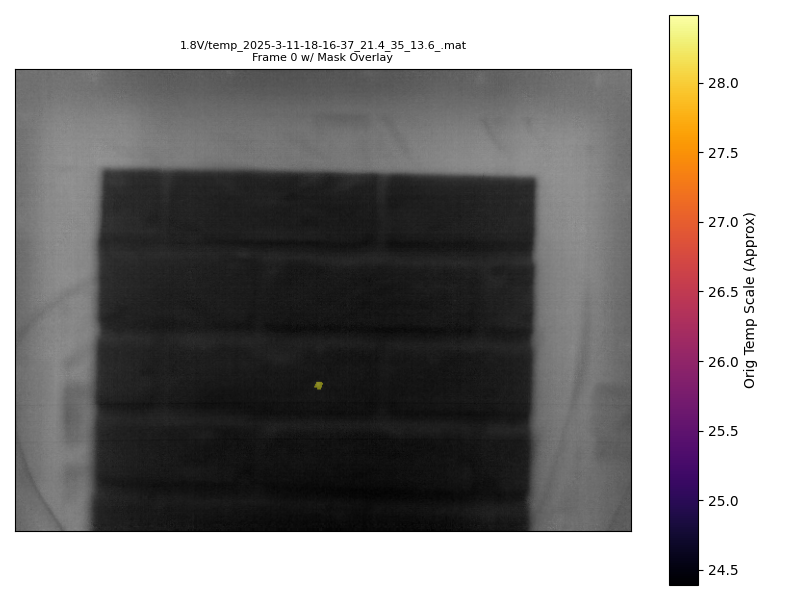 1.8V/temp_2025-3-11-18-16-37_21.4_35_13.6_.mat
Frame 0 w/ Mask Overlay
28.0
27.5
27.0
26.5
26.0
25.5
25.0
24.5
Orig Temp Scale (Approx)